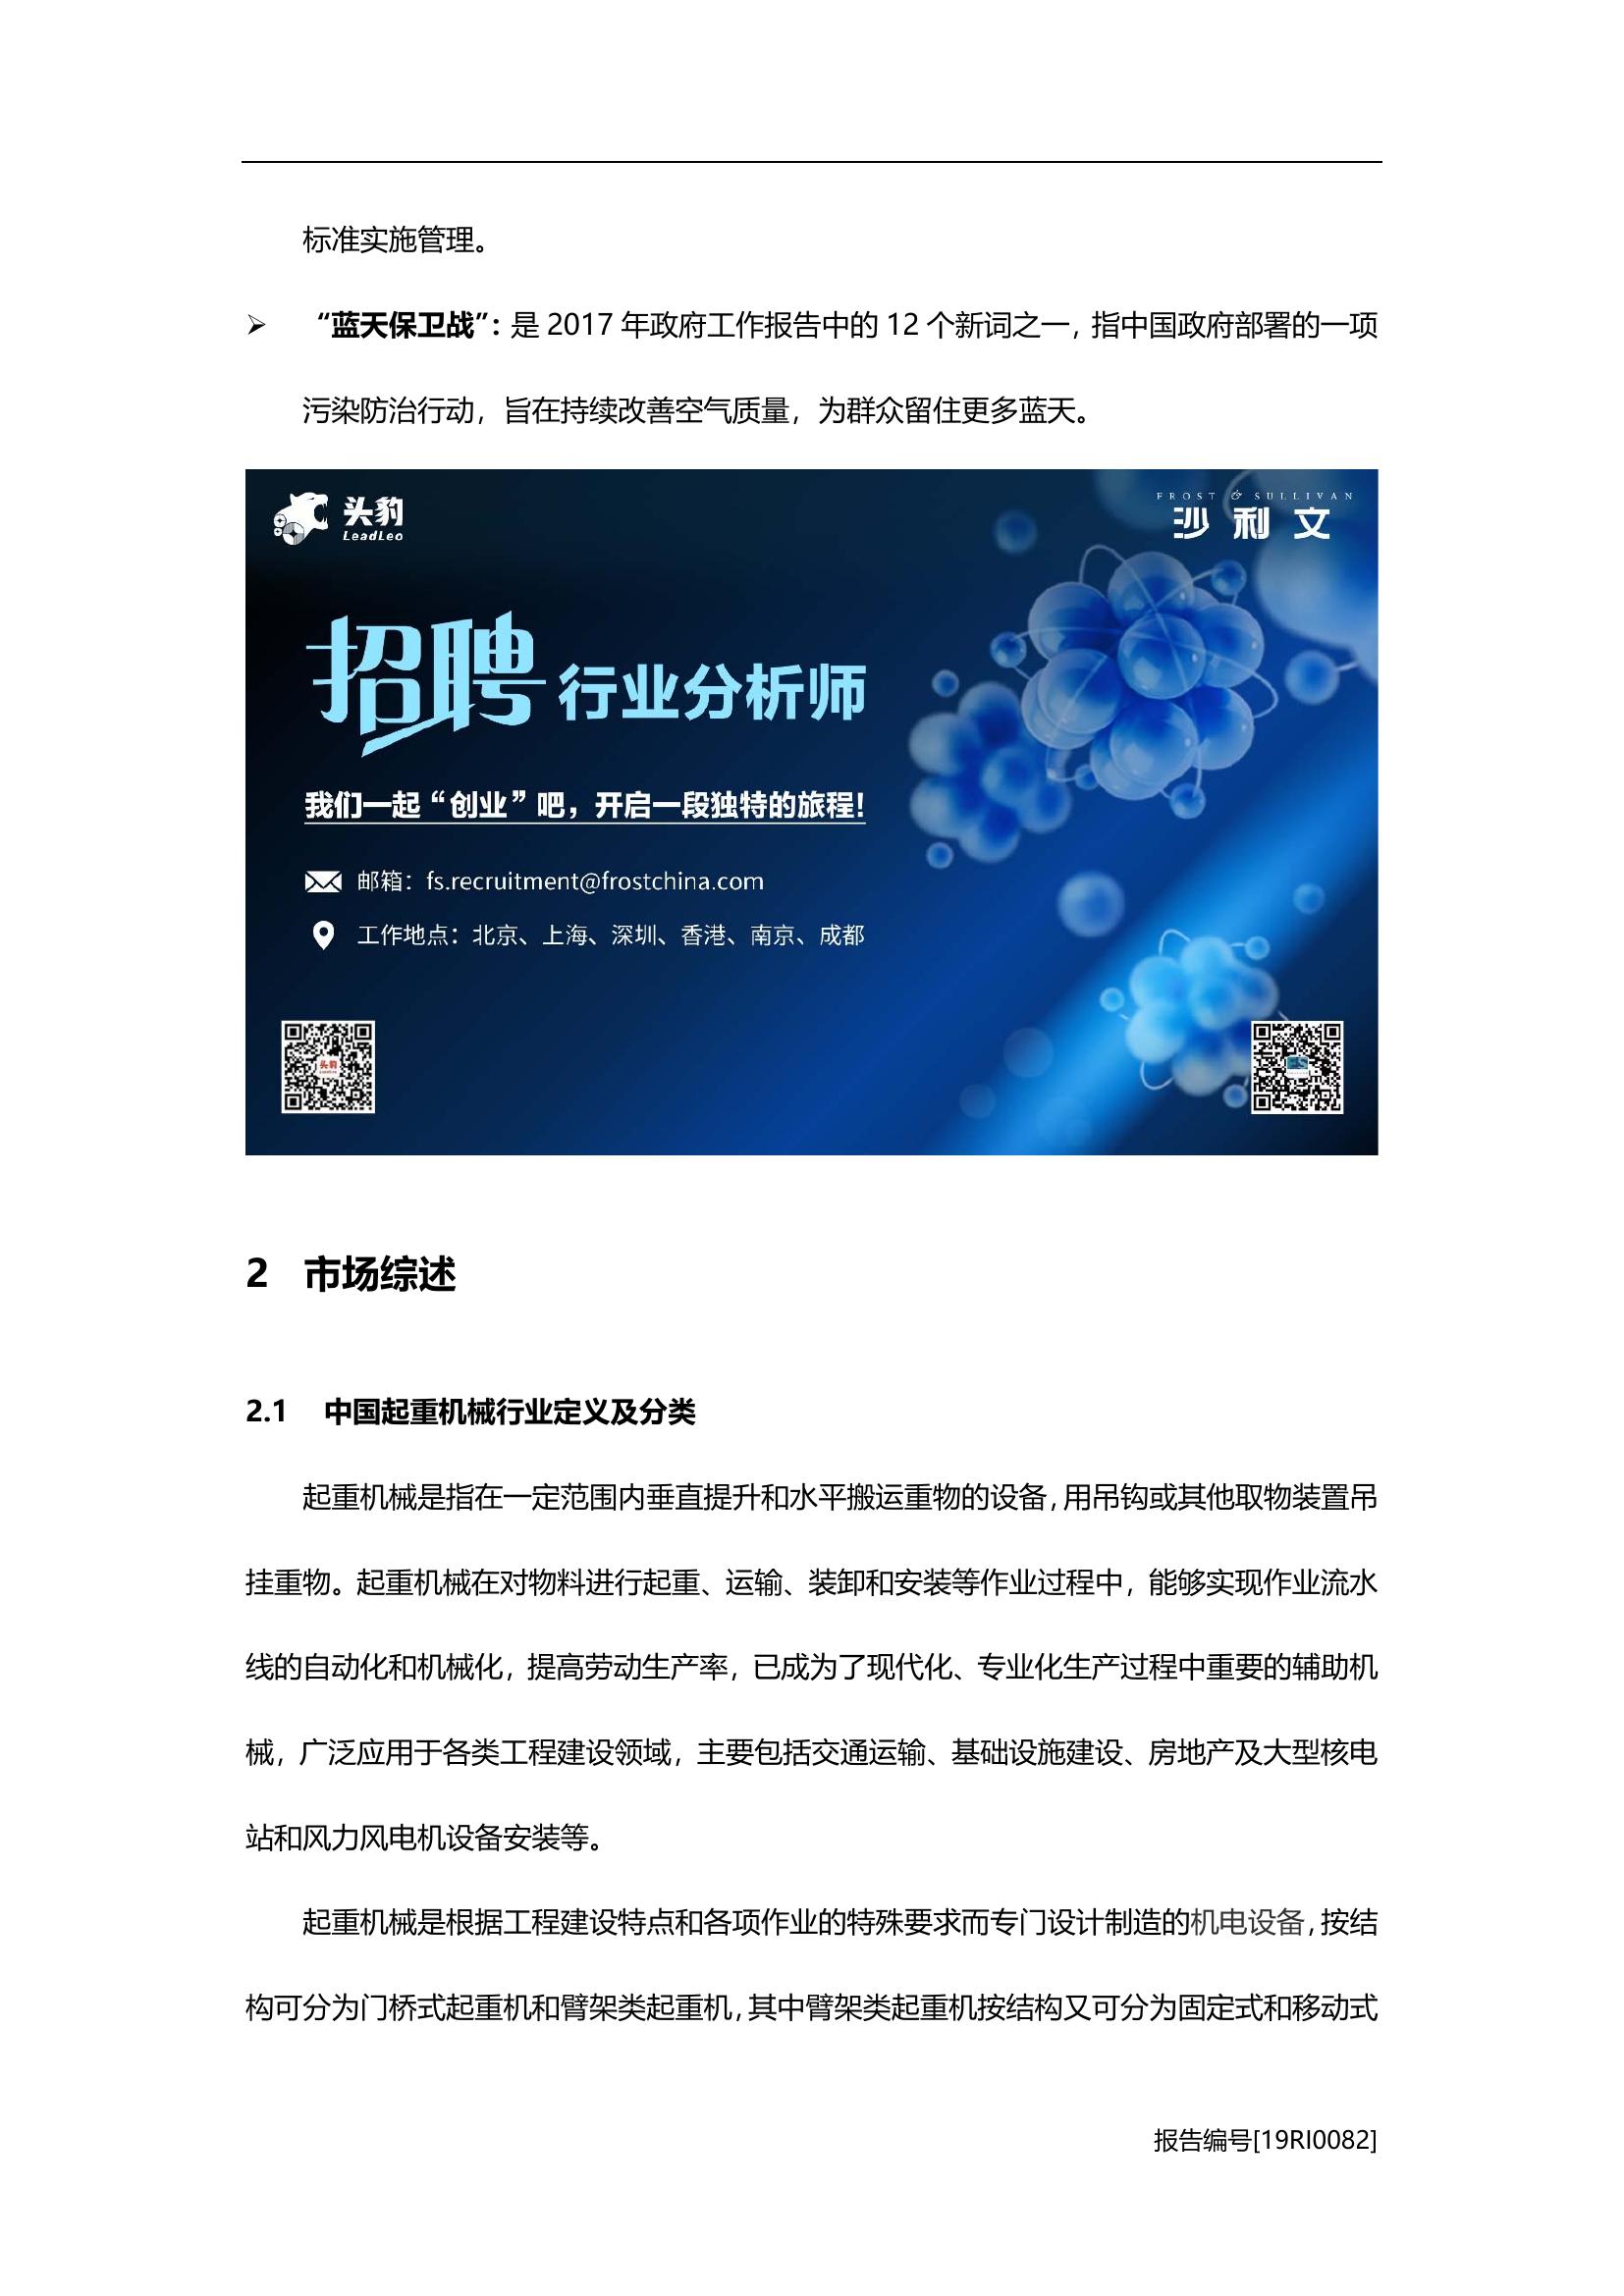 标准实施管理。
➢ “蓝天保卫战”：是 2017 年政府工作报告中的 12 个新词之一，指中国政府部署的一项
污染防治行动，旨在持续改善空气质量，为群众留住更多蓝天。
头豹
LeadLeo
FROST & SULLIVAN
沙利文
招聘 行业分析师
我们一起“创业”吧，开启一段独特的旅程！
邮箱：fs.recruitment@frostchina.com
工作地点：北京、上海、深圳、香港、南京、成都
头豹
2 市场综述
2.1 中国起重机械行业定义及分类
起重机械是指在一定范围内垂直提升和水平搬运重物的设备，用吊钩或其他取物装置吊
挂重物。起重机械在对物料进行起重、运输、装卸和安装等作业过程中，能够实现作业流水
线的自动化和机械化，提高劳动生产率，已成为了现代化、专业化生产过程中重要的辅助机
械，广泛应用于各类工程建设领域，主要包括交通运输、基础设施建设、房地产及大型核电
站和风力风电机设备安装等。
起重机械是根据工程建设特点和各项作业的特殊要求而专门设计制造的机电设备，按结
构可分为门桥式起重机和臂架类起重机，其中臂架类起重机按结构又可分为固定式和移动式
报告编号[19RI0082]